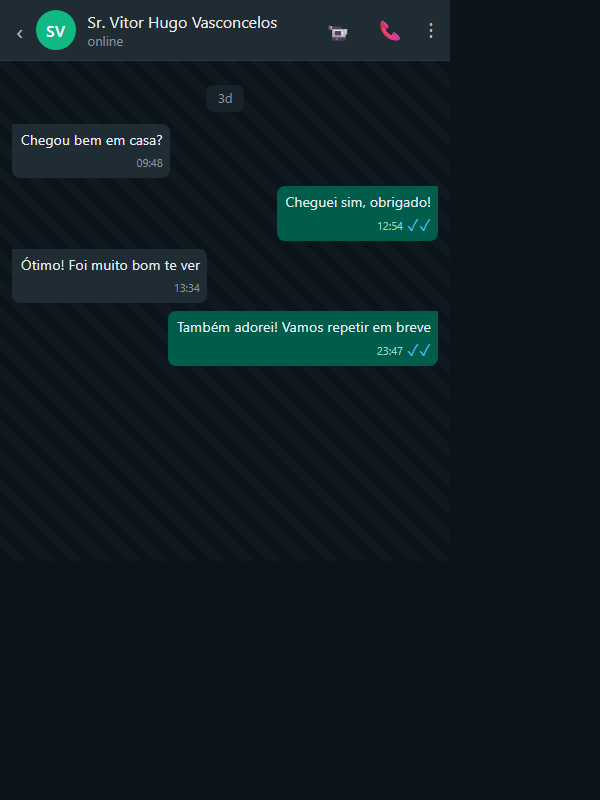 SV
Sr. Vitor Hugo Vasconcelos
online
3d
Chegou bem em casa?
09:48
Cheguei sim, obrigado!
12:54 ✓✓
Ótimo! Foi muito bom te ver
13:34
Também adorei! Vamos repetir em breve
23:47 ✓✓